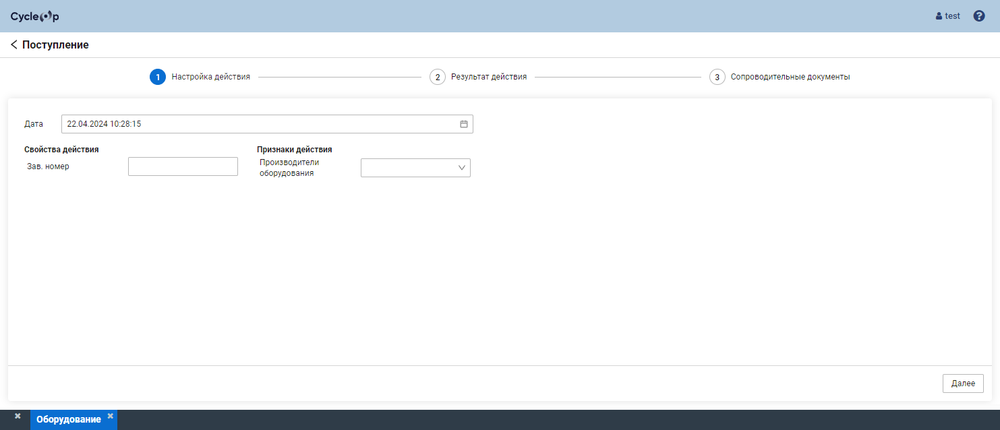 CycleOp
test
Поступление
1 Настройка действия
2 Результат действия
3 Сопроводительные документы
Дата 22.04.2024 10:28:15
Свойства действия
Признаки действия
Зав. номер
Производители
оборудования
Далее
Оборудование